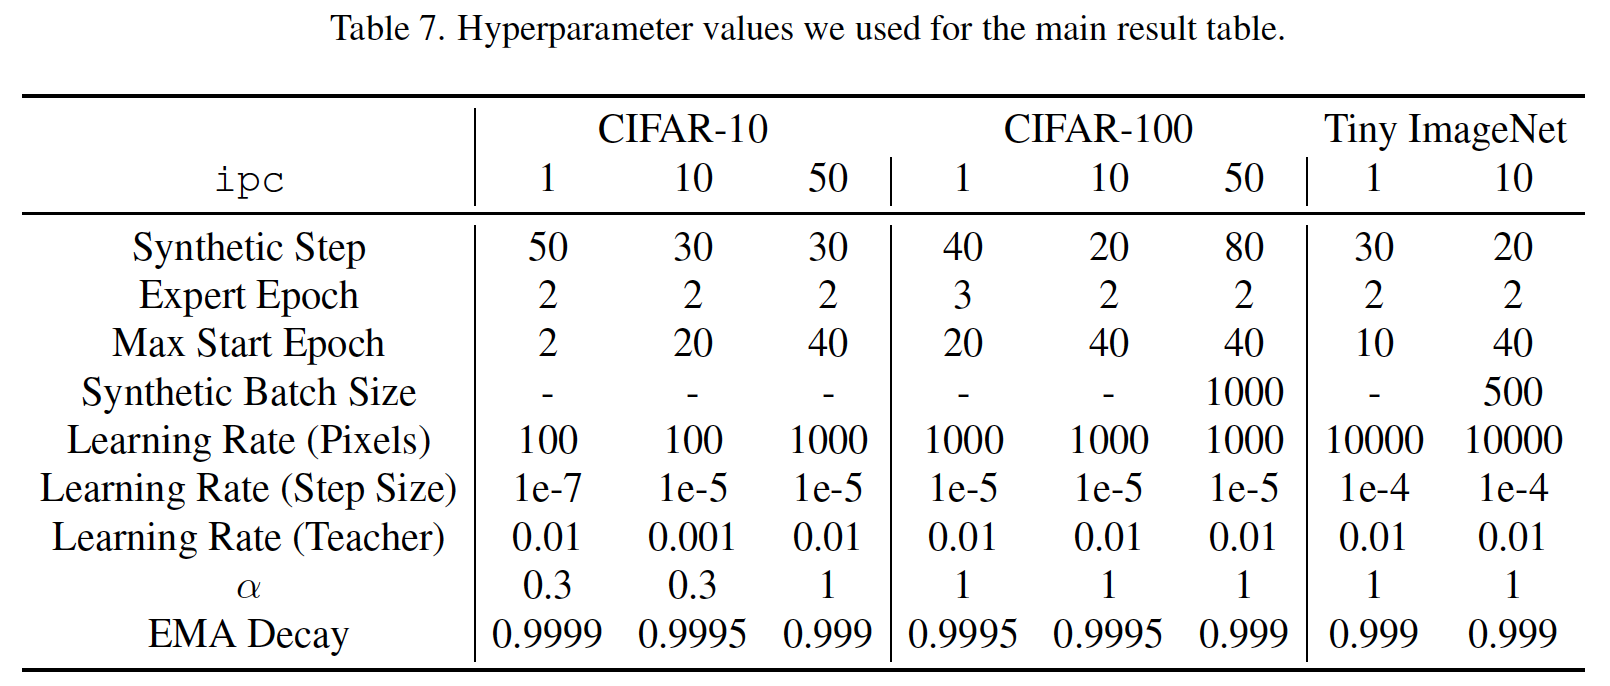 Table 7. Hyperparameter values we used for the main result table.
CIFAR-10 CIFAR-100 Tiny ImageNet
ipc 1 10 50 1 10 50 1 10
Synthetic Step 50 30 30 40 20 80 30 20
Expert Epoch 2 2 2 3 2 2 2 2
Max Start Epoch 2 20 40 20 40 40 10 40
Synthetic Batch Size - - - - - 1000 - 500
Learning Rate (Pixels) 100 100 1000 1000 1000 1000 10000 10000
Learning Rate (Step Size) 1e-7 1e-5 1e-5 1e-5 1e-5 1e-5 1e-4 1e-4
Learning Rate (Teacher) 0.01 0.001 0.01 0.01 0.01 0.01 0.01 0.01
α 0.3 0.3 1 1 1 1 1 1
EMA Decay 0.9999 0.9995 0.999 0.9995 0.9995 0.999 0.999 0.999